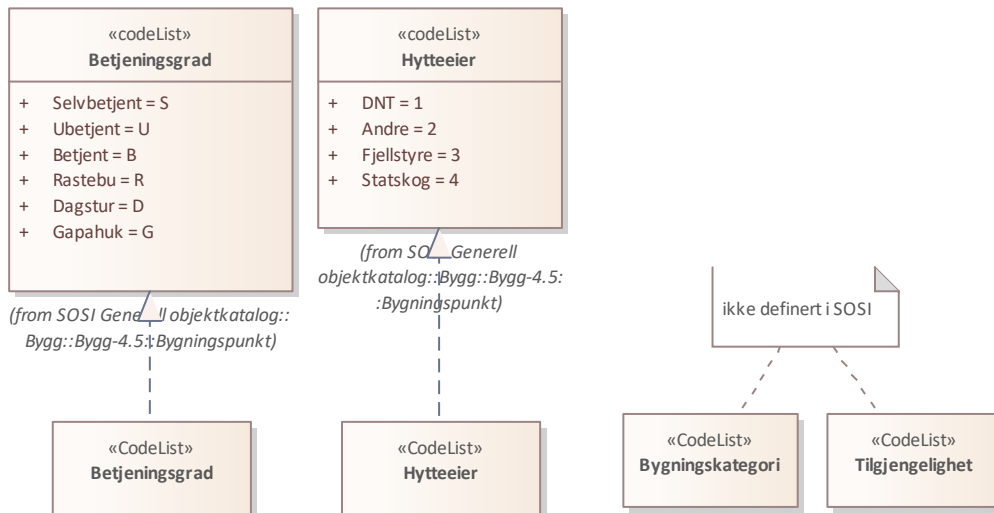 «codeList»
Betjeningsgrad
+ Selvbetjent = S
+ Ubetjent = U
+ Betjent = B
+ Rastebu = R
+ Dagstur = D
+ Gapahuk = G
(from SOSI Generell objektkatalog::
Bygg::Bygg-4.5::Bygningspunkt)
«codeList»
Hytteeier
+ DNT = 1
+ Andre = 2
+ Fjellstyre = 3
+ Statskog = 4
(from SOSI Generell
objektkatalog::Bygg::Bygg-4.5:
:Bygningspunkt)
ikke definert i SOSI
«CodeList»
Betjeningsgrad
«CodeList»
Hytteeier
«CodeList»
Bygningskategori
«CodeList»
Tilgjengelighet